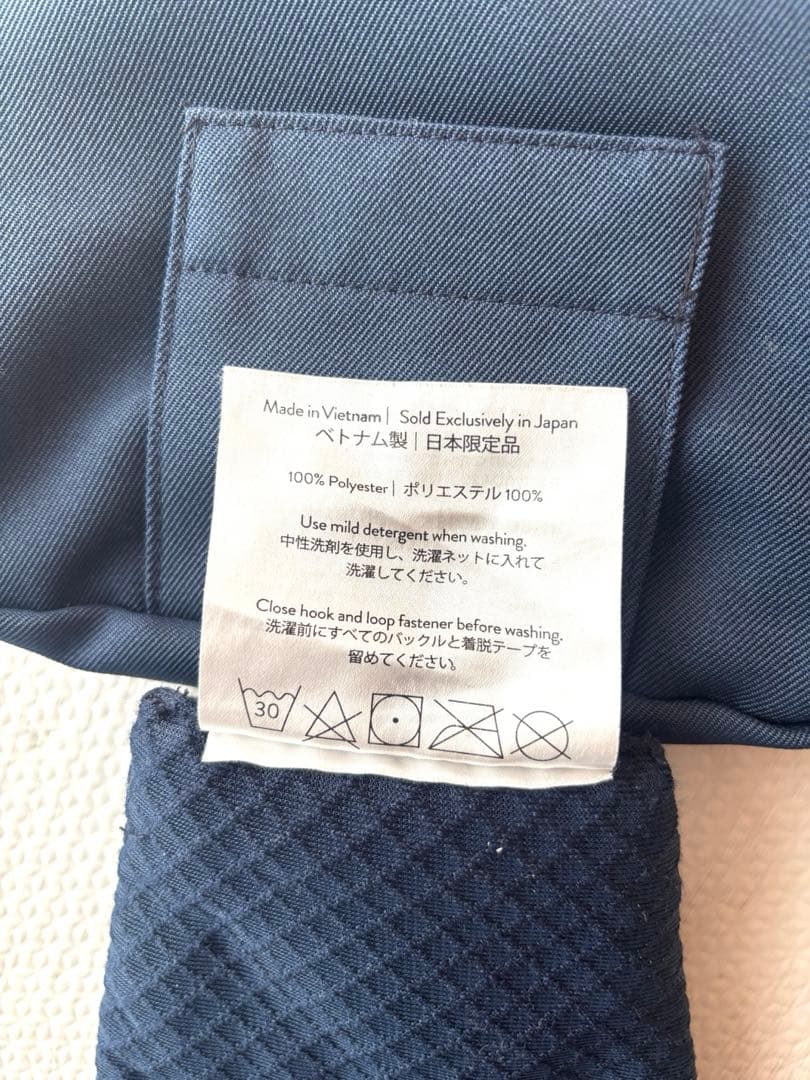 Made in Vietnam | Sold Exclusively in Japan
ベトナム製 | 日本限定品
100% Polyester | ポリエステル 100%
Use mild detergent when washing.
中性洗剤を使用し、洗濯ネットに入れて
洗濯してください。
Close hook and loop fastener before washing.
洗濯前にすべてのバックルと着脱テープを
留めてください。
30